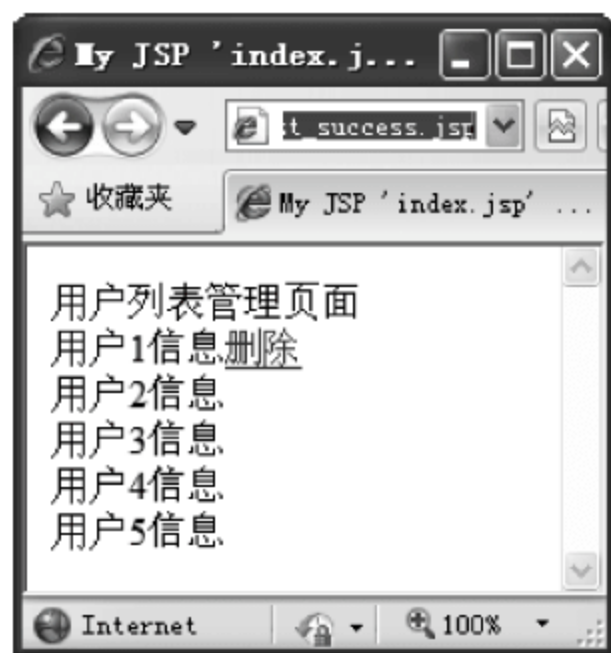 My JSP 'index.j...
t_success.jsp
收藏夹
My JSP 'index.jsp' ...
用户列表管理页面
用户1信息删除
用户2信息
用户3信息
用户4信息
用户5信息
Internet
100%